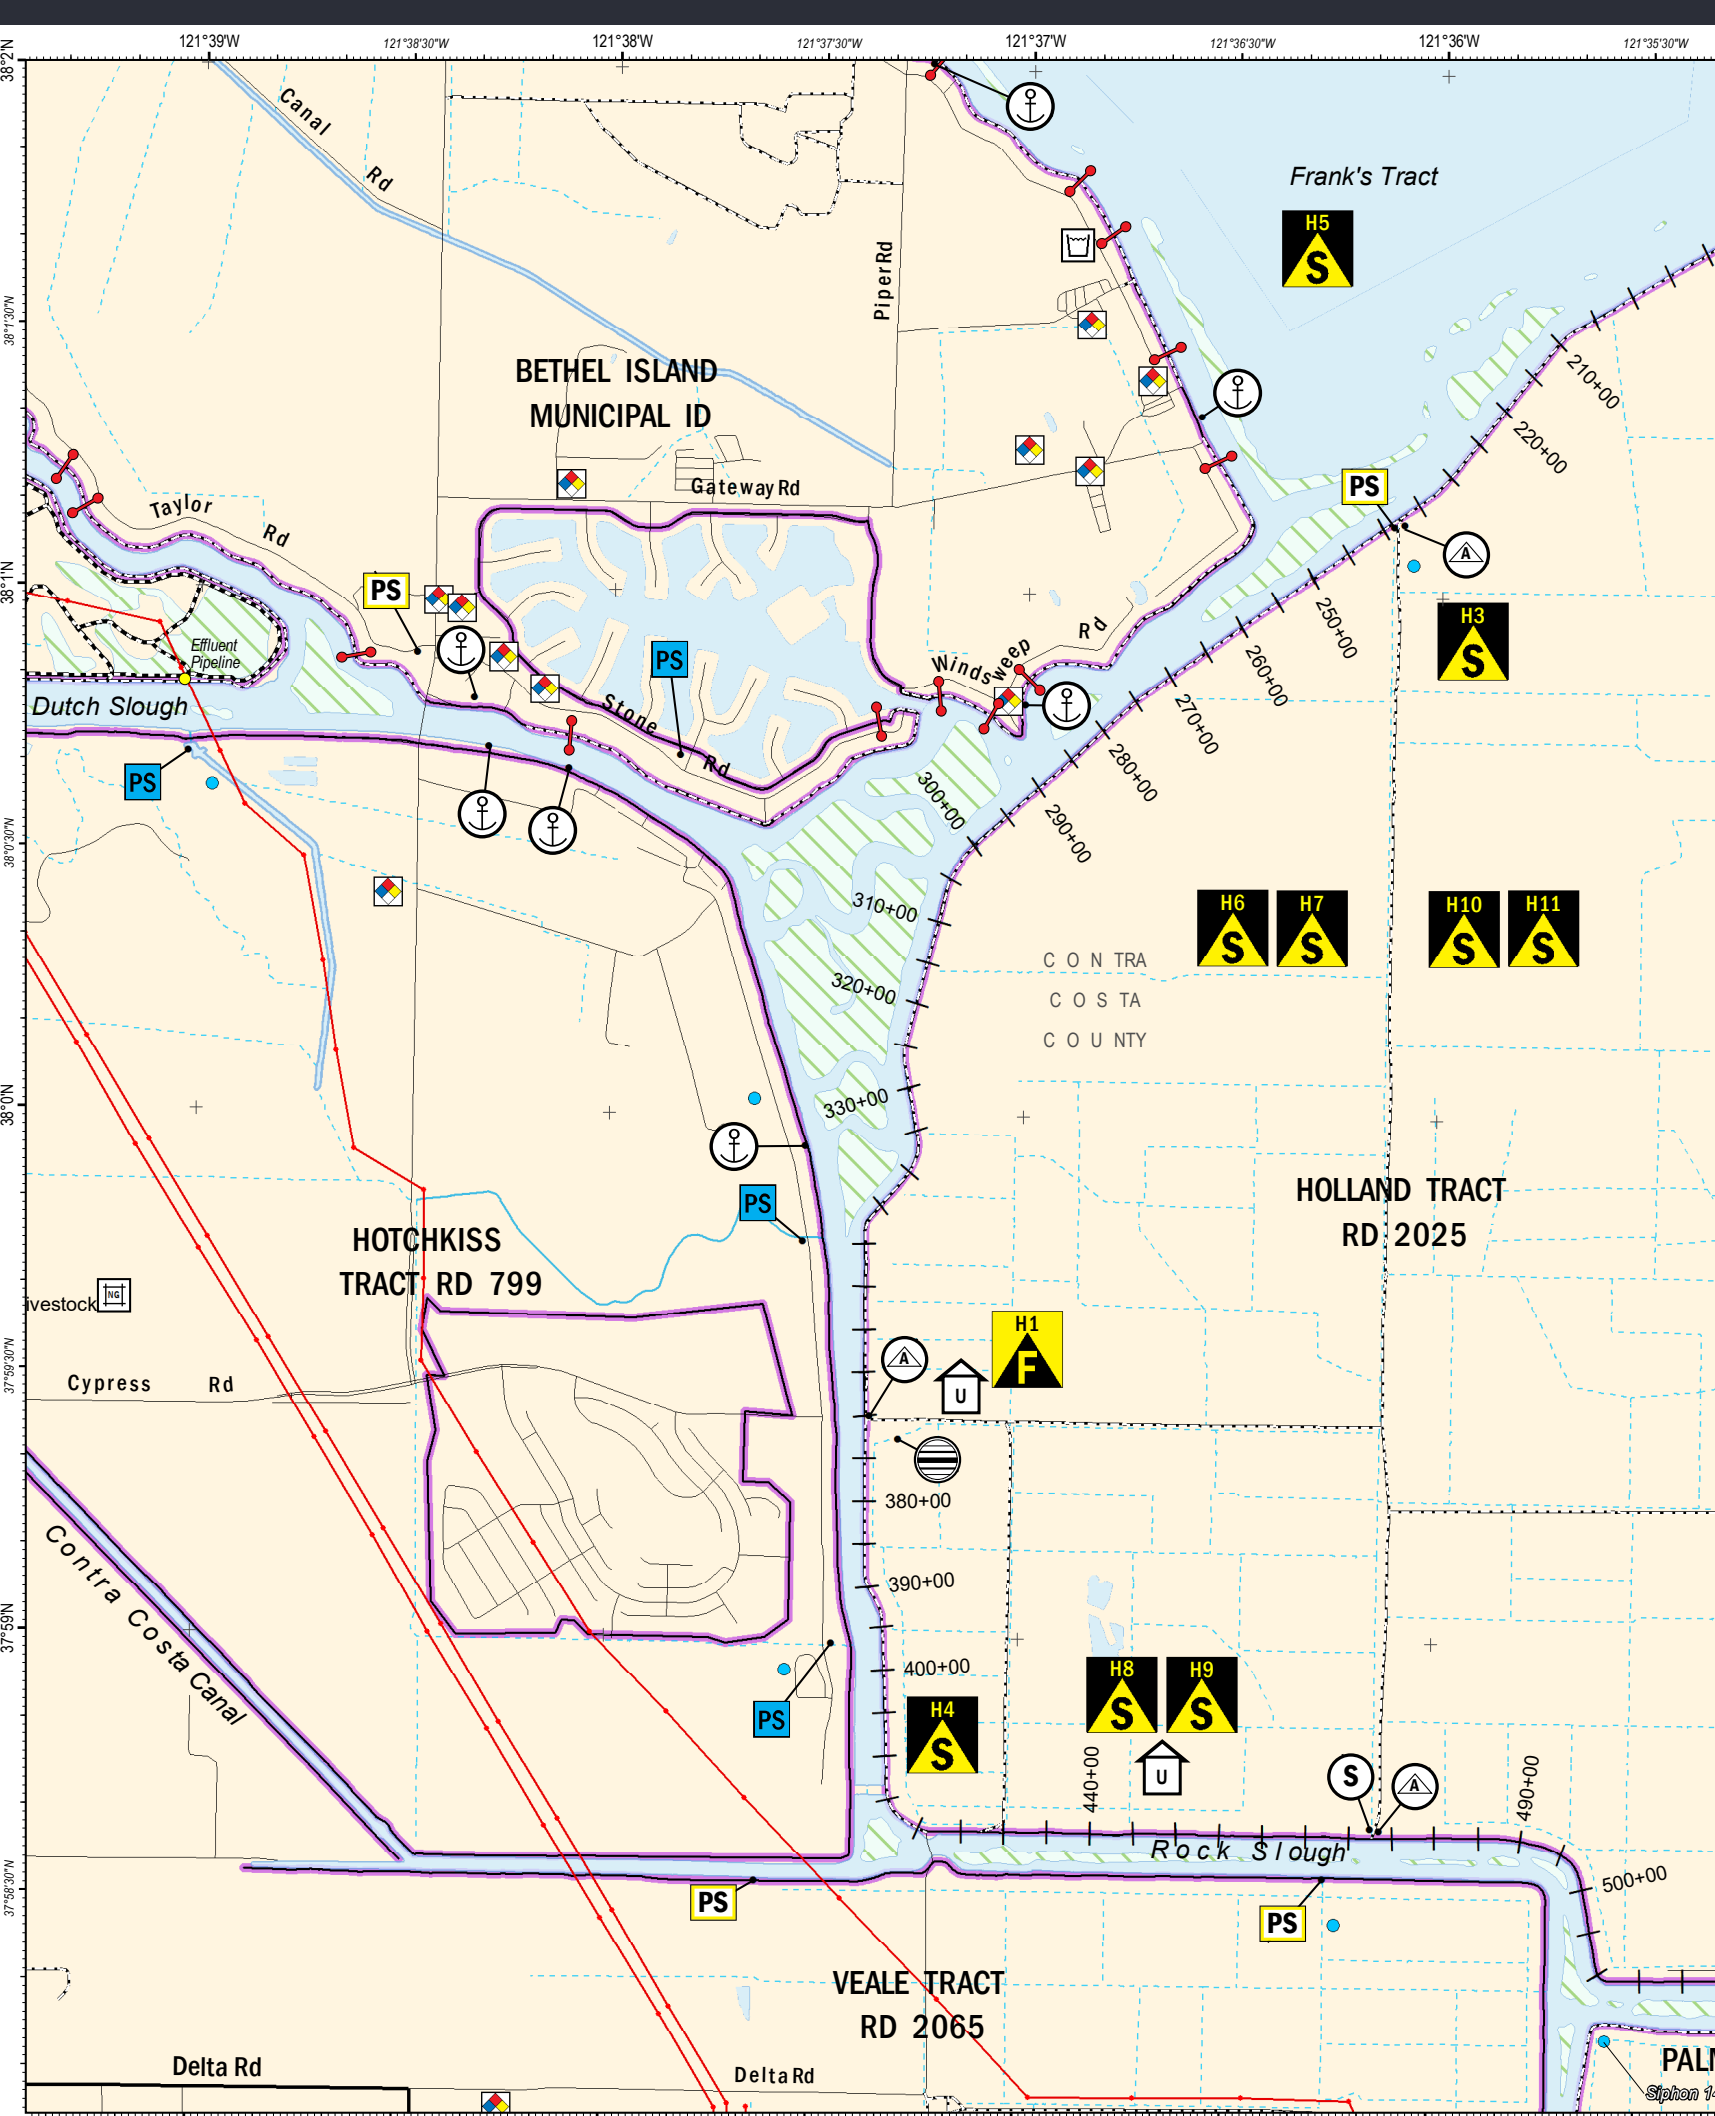 121°39'W
121°38'30"W
121°38'W
121°37'30"W
121°37'W
121°36'30"W
121°36'W
121°35'30"W
38°2'N
38°1'30"N
38°1'N
38°0'30"N
38°0'N
37°59'30"N
37°59'N
37°58'30"N
Canal
Rd
Frank's Tract
H5
S
Piper Rd
BETHEL ISLAND
MUNICIPAL ID
210+00
220+00
Gateway Rd
PS
Taylor
Rd
A
PS
250+00
H3
S
Effluent
Pipeline
PS
Windsweep
Rd
260+00
Dutch Slough
Stone
Rd
270+00
PS
280+00
300+00
290+00
310+00
H6
S
H7
S
H10
S
H11
S
CONTRA
COSTA
COUNTY
320+00
330+00
PS
HOLLAND TRACT
RD 2025
HOTCHKISS
TRACT RD 799
ivestock
NG
H1
F
A
U
Cypress Rd
380+00
Contra Costa Canal
390+00
400+00
PS
H4
S
H8
S
H9
S
440+00
U
S
A
490+00
Rock Slough
500+00
PS
PS
VEALE TRACT
RD 2065
Delta Rd
Delta Rd
PALM
Siphon 14